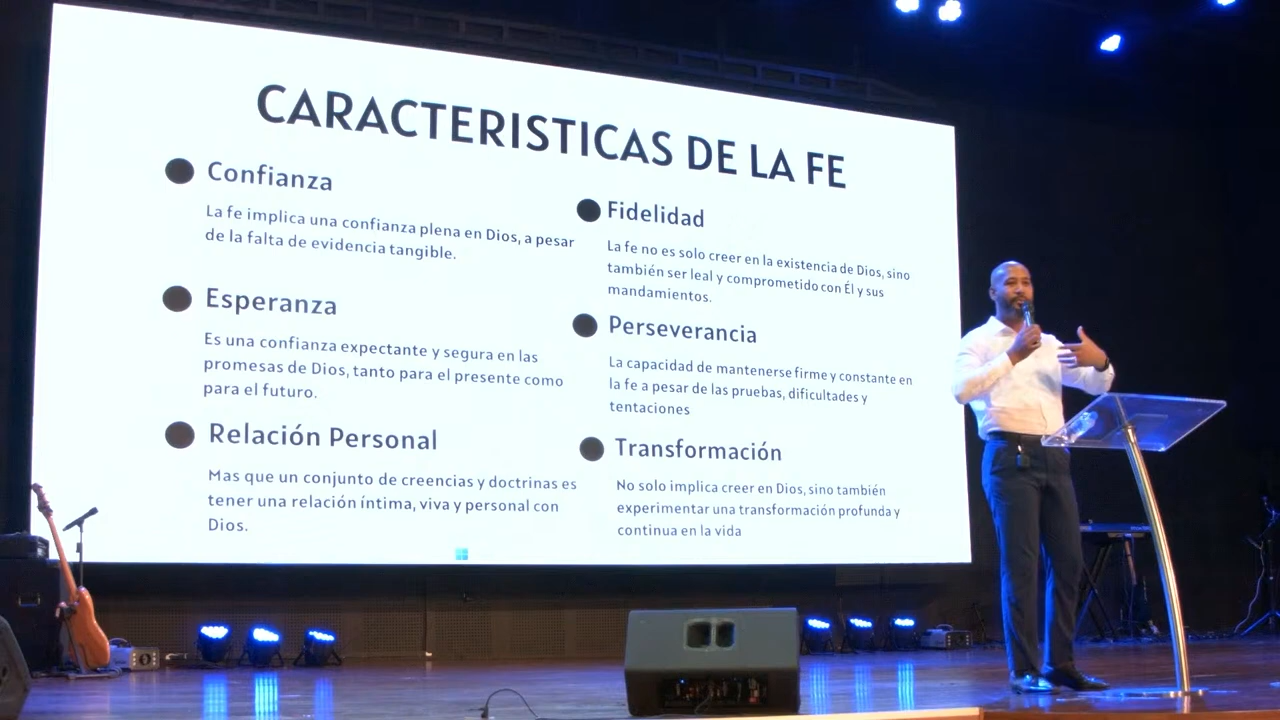 CARACTERISTICAS DE LA FE
Confianza
La fe implica una confianza plena en Dios, a pesar
de la falta de evidencia tangible.
Esperanza
Es una confianza expectante y segura en las
promesas de Dios, tanto para el presente como
para el futuro.
Relación Personal
Mas que un conjunto de creencias y doctrinas es
tener una relación íntima, viva y personal con
Dios.
Fidelidad
La fe no es solo creer en la existencia de Dios, sino
también ser leal y comprometido con Él y sus
mandamientos.
Perseverancia
La capacidad de mantenerse firme y constante en
la fe a pesar de las pruebas, dificultades y
tentaciones
Transformación
No solo implica creer en Dios, sino también
experimentar una transformación profunda y
continua en la vida